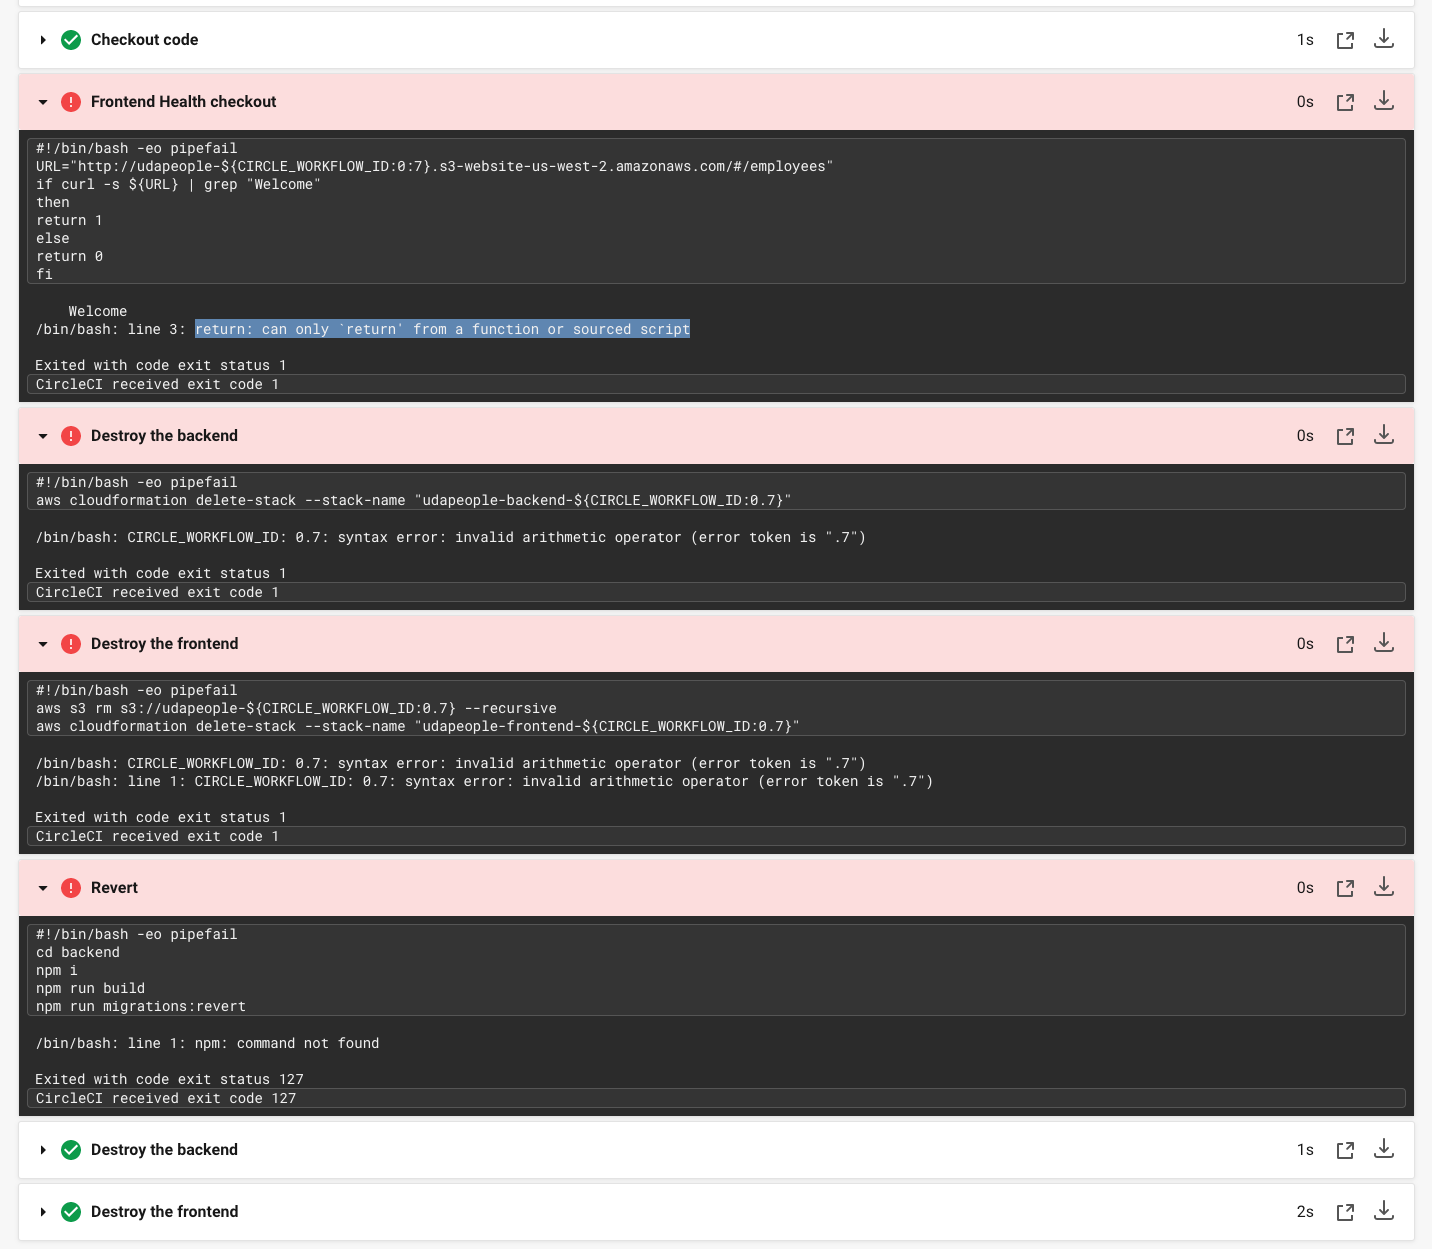 Checkout code 1s
Frontend Health checkout 0s
#!/bin/bash -eo pipefail
URL="http://udapeople-${CIRCLE_WORKFLOW_ID:0:7}.s3-website-us-west-2.amazonaws.com/#/employees"
if curl -s ${URL} | grep "Welcome"
then
return 1
else
return 0
fi
Welcome
/bin/bash: line 3: return: can only `return' from a function or sourced script
Exited with code exit status 1
CircleCI received exit code 1
Destroy the backend 0s
#!/bin/bash -eo pipefail
aws cloudformation delete-stack --stack-name "udapeople-backend-${CIRCLE_WORKFLOW_ID:0.7}"
/bin/bash: CIRCLE_WORKFLOW_ID: 0.7: syntax error: invalid arithmetic operator (error token is ".7")
Exited with code exit status 1
CircleCI received exit code 1
Destroy the frontend 0s
#!/bin/bash -eo pipefail
aws s3 rm s3://udapeople-${CIRCLE_WORKFLOW_ID:0.7} --recursive
aws cloudformation delete-stack --stack-name "udapeople-frontend-${CIRCLE_WORKFLOW_ID:0.7}"
/bin/bash: CIRCLE_WORKFLOW_ID: 0.7: syntax error: invalid arithmetic operator (error token is ".7")
/bin/bash: line 1: CIRCLE_WORKFLOW_ID: 0.7: syntax error: invalid arithmetic operator (error token is ".7")
Exited with code exit status 1
CircleCI received exit code 1
Revert 0s
#!/bin/bash -eo pipefail
cd backend
npm i
npm run build
npm run migrations:revert
/bin/bash: line 1: npm: command not found
Exited with code exit status 127
CircleCI received exit code 127
Destroy the backend 1s
Destroy the frontend 2s